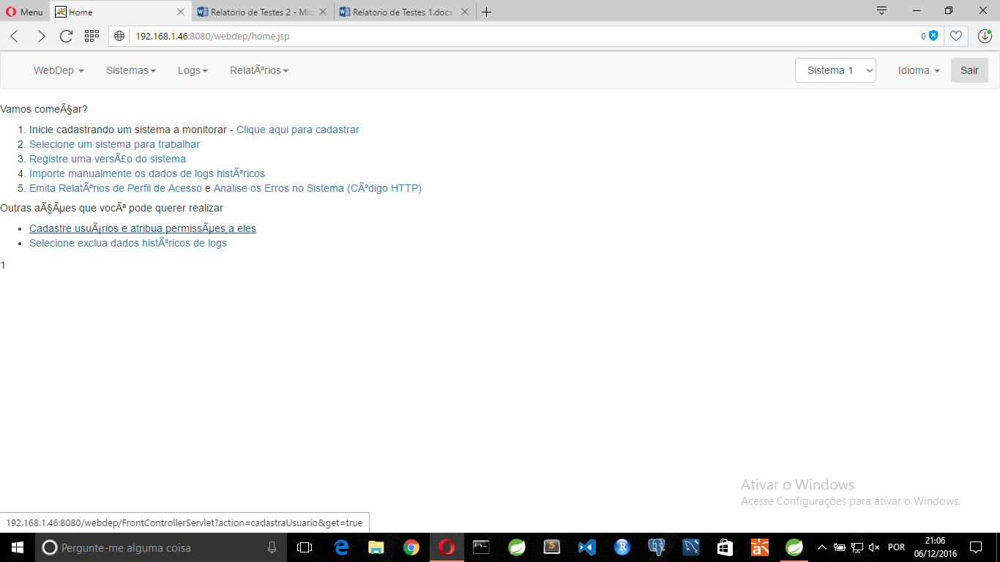 Menu Home Relatório de Testes 2 - Mic Relatorio de Testes 1.docx
192.168.1.46:8080/webdep/home.jsp 0
WebDep Sistemas Logs RelatÃ³rios Sistema 1 Idioma Sair
Vamos comeÃ§ar?
1. Inicie cadastrando um sistema a monitorar - Clique aqui para cadastrar
2. Selecione um sistema para trabalhar
3. Registre uma versÃ£o do sistema
4. Importe manualmente os dados de logs histÃ³ricos
5. Emita RelatÃ³rios de Perfil de Acesso e Analise os Erros no Sistema (CÃ³digo HTTP)
Outras aÃ§Ãµes que vocÃª pode querer realizar
• Cadastre usuÃ¡rios e atribua permissÃµes a eles
• Selecione exclua dados histÃ³ricos de logs
1
Ativar o Windows
Acesse Configurações para ativar o Windows.
192.168.1.46:8080/webdep/FrontControllerServlet?action=cadastraUsuario&get=true
Pergunte-me alguma coisa
POR
21:06
06/12/2016